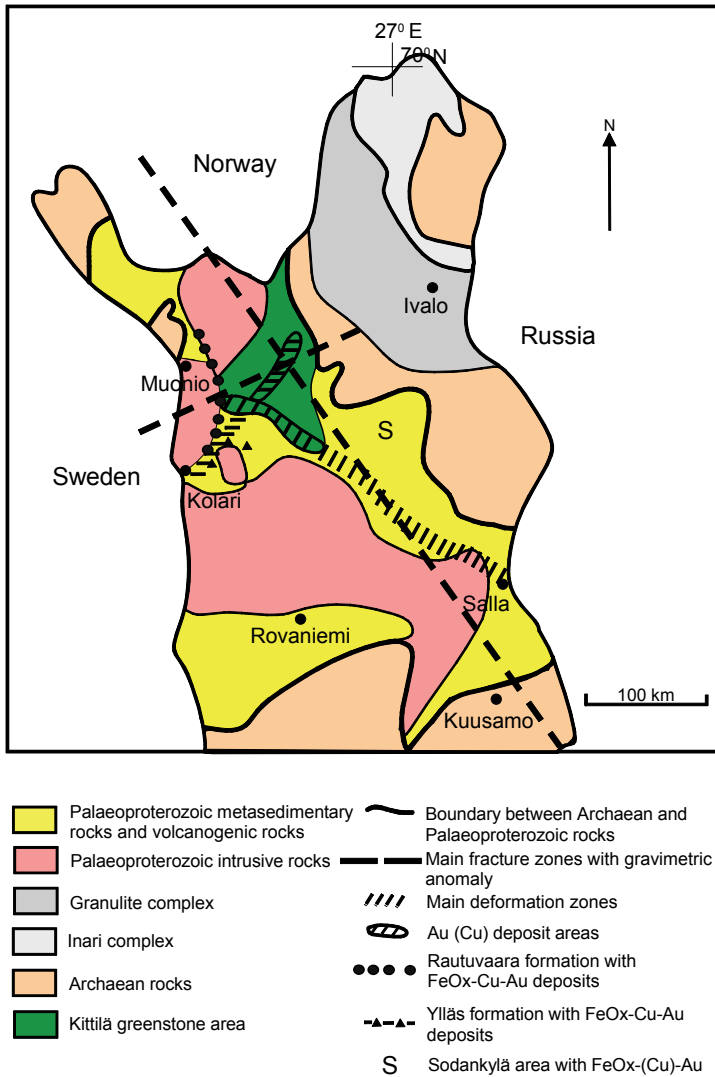 27⁰ E
70⁰ N
Norway
N
Ivalo
Russia
Muonio
S
Sweden
Kolari
Salla
Rovaniemi
100 km
Kuusamo
Palaeoproterozoic metasedimentary
rocks and volcanogenic rocks
Palaeoproterozoic intrusive rocks
Granulite complex
Inari complex
Archaean rocks
Kittilä greenstone area
Boundary between Archaean and
Palaeoproterozoic rocks
Main fracture zones with gravimetric
anomaly
Main deformation zones
Au (Cu) deposit areas
Rautuvaara formation with
FeOx-Cu-Au deposits
Ylläs formation with FeOx-Cu-Au
deposits
S Sodankylä area with FeOx-(Cu)-Au